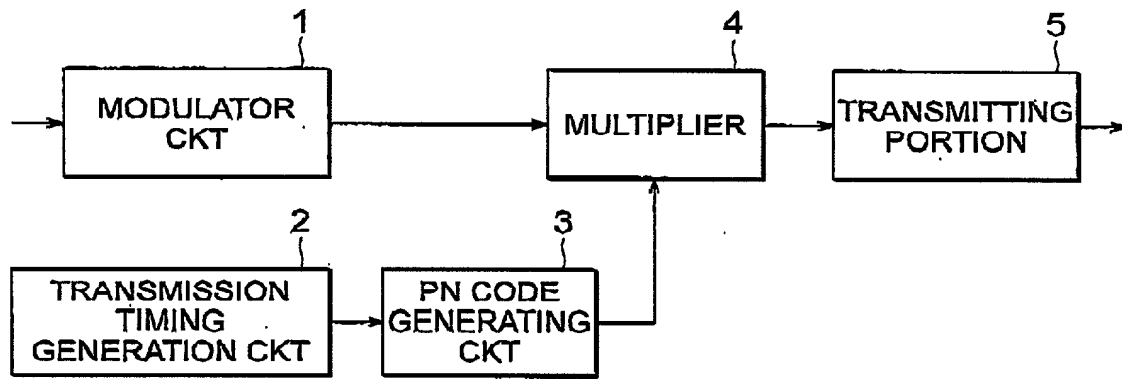 1
MODULATOR
CKT
4
MULTIPLIER
5
TRANSMITTING
PORTION
2
TRANSMISSION
TIMING
GENERATION CKT
3
PN CODE
GENERATING
CKT